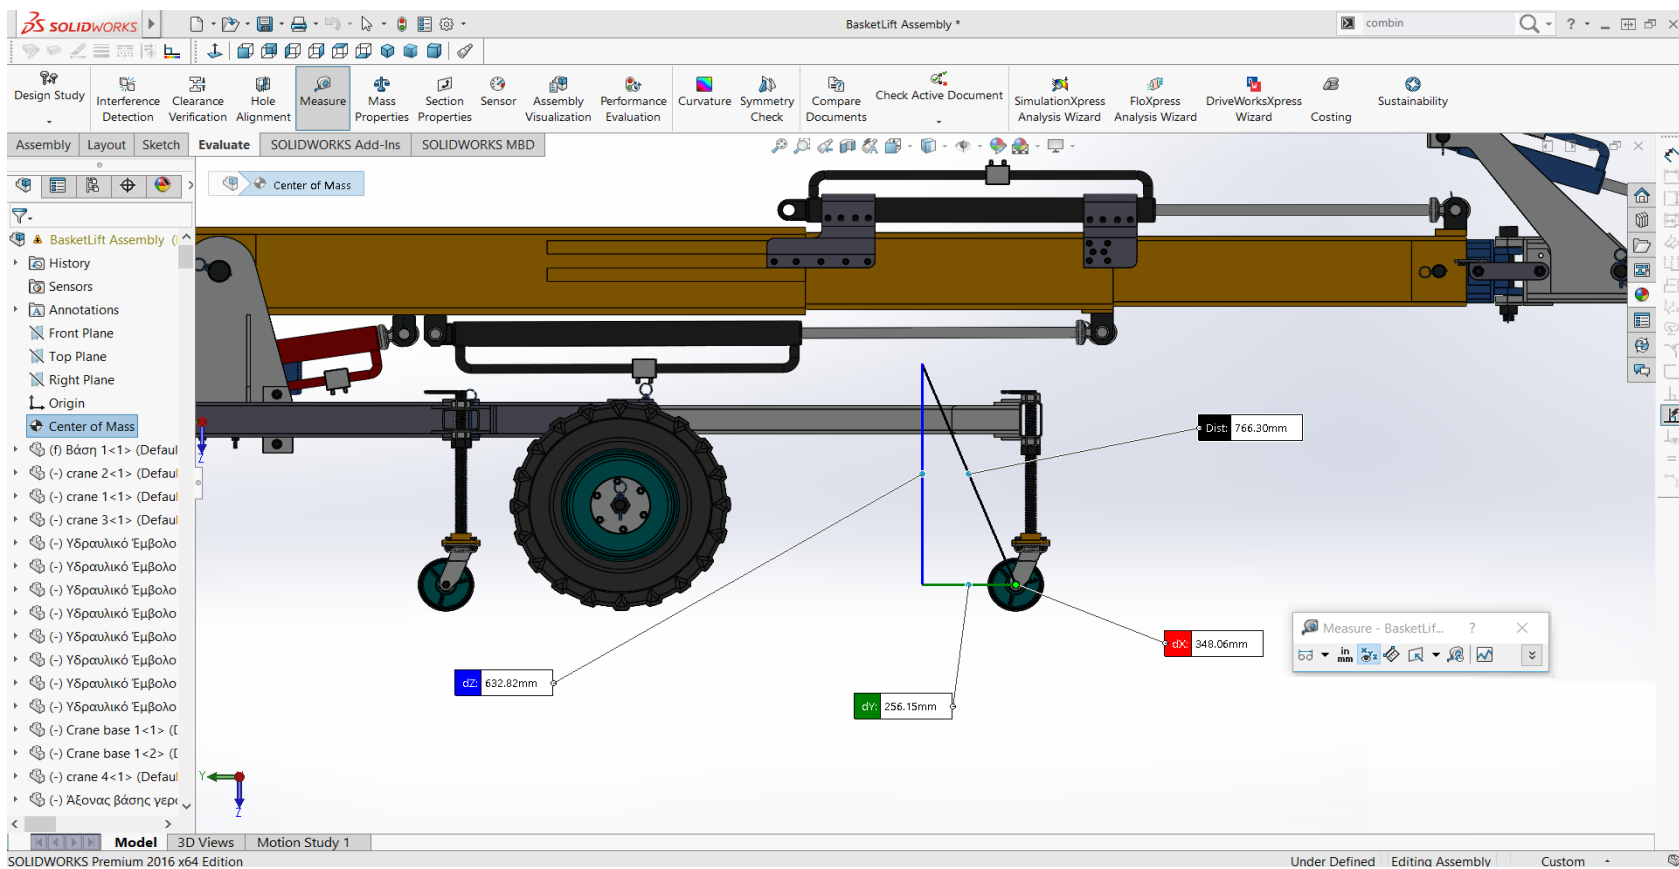 SOLIDWORKS
BasketLift Assembly *
combin
Design Study
Interference Detection
Clearance Verification
Hole Alignment
Measure
Mass Properties
Section Properties
Sensor
Assembly Visualization
Performance Evaluation
Curvature
Symmetry Check
Compare Documents
Check Active Document
SimulationXpress Analysis Wizard
FloXpress Analysis Wizard
DriveWorksXpress Wizard
Costing
Sustainability
Assembly
Layout
Sketch
Evaluate
SOLIDWORKS Add-Ins
SOLIDWORKS MBD
Center of Mass
BasketLift Assembly (
History
Sensors
Annotations
Front Plane
Top Plane
Right Plane
Origin
Center of Mass
(f) Βάση 1<1> (Defaul
(-) crane 2<1> (Defaul
(-) crane 1<1> (Defaul
(-) crane 3<1> (Defaul
(-) Υδραυλικό Έμβολο
(-) Υδραυλικό Έμβολο
(-) Υδραυλικό Έμβολο
(-) Υδραυλικό Έμβολο
(-) Υδραυλικό Έμβολο
(-) Υδραυλικό Έμβολο
(-) Υδραυλικό Έμβολο
(-) Υδραυλικό Έμβολο
(-) Crane base 1<1> (D
(-) Crane base 1<2> (D
(-) crane 4<1> (Defaul
(-) Άξονας βάσης γερ
Z
Dist: 766.30mm
dX: 348.06mm
dZ: 632.82mm
dY: 256.15mm
Measure - BasketLif...
in
mm
Y
Z
Model
3D Views
Motion Study 1
SOLIDWORKS Premium 2016 x64 Edition
Under Defined
Editing Assembly
Custom